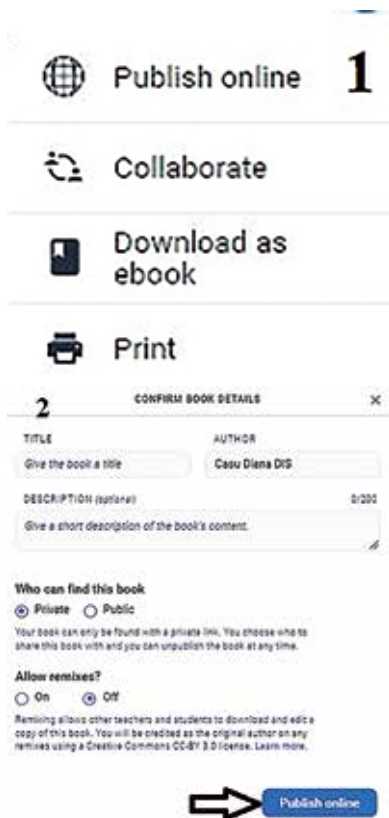 Publish online 1
Collaborate
Download as
ebook
Print
2 CONFIRM BOOK DETAILS ×
TITLE AUTHOR
Give the book a title Casu Diana DIS
DESCRIPTION (optional) 0/200
Give a short description of the book's content.
Who can find this book
Private Public
Your book can only be found with a private link. You choose who to
share this book with and you can unpublish the book at any time.
Allow remixes?
On Off
Remixing allows other teachers and students to download and edit a
copy of this book. You will be credited as the original author on any
remixes using a Creative Commons CC-BY 3.0 license. Learn more.
Publish online